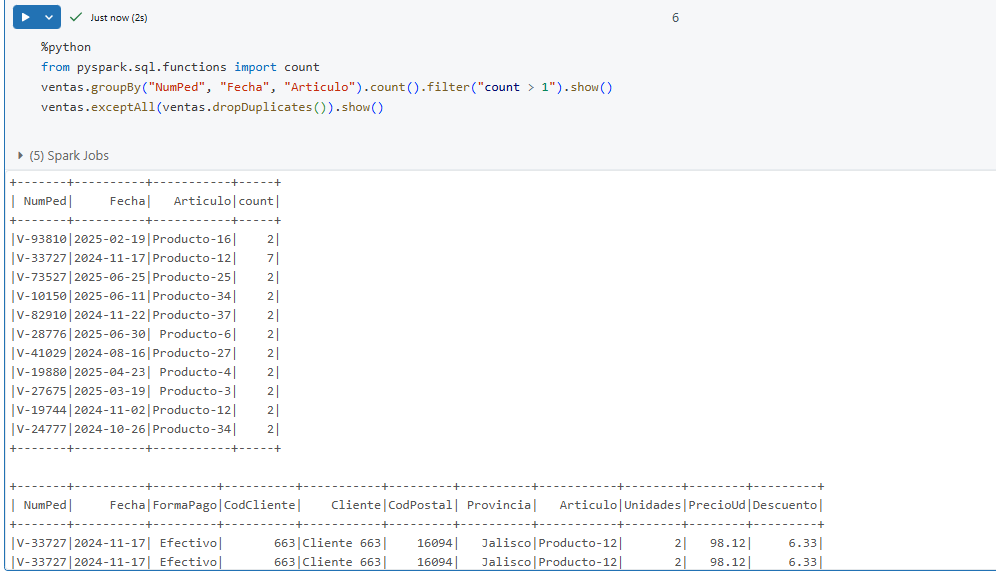 Just now (2s)
6
%python
from pyspark.sql.functions import count
ventas.groupBy("NumPed", "Fecha", "Articulo").count().filter("count > 1").show()
ventas.exceptAll(ventas.dropDuplicates()).show()
(5) Spark Jobs
+-------+----------+-----------+-----+
| NumPed|     Fecha|   Articulo|count|
+-------+----------+-----------+-----+
|V-93810|2025-02-19|Producto-16|    2|
|V-33727|2024-11-17|Producto-12|    7|
|V-73527|2025-06-25|Producto-25|    2|
|V-10150|2025-06-11|Producto-34|    2|
|V-82910|2024-11-22|Producto-37|    2|
|V-28776|2025-06-30| Producto-6|    2|
|V-41029|2024-08-16|Producto-27|    2|
|V-19880|2025-04-23| Producto-4|    2|
|V-27675|2025-03-19| Producto-3|    2|
|V-19744|2024-11-02|Producto-12|    2|
|V-24777|2024-10-26|Producto-34|    2|
+-------+----------+-----------+-----+
+-------+----------+---------+----------+-----------+---------+----------+-----------+--------+--------+---------+
| NumPed|     Fecha|FormaPago|CodCliente|    Cliente|CodPostal| Provincia|   Articulo|Unidades|PrecioUd|Descuento|
+-------+----------+---------+----------+-----------+---------+----------+-----------+--------+--------+---------+
|V-33727|2024-11-17| Efectivo|       663|Cliente 663|    16094|   Jalisco|Producto-12|       2|   98.12|     6.33|
|V-33727|2024-11-17| Efectivo|       663|Cliente 663|    16094|   Jalisco|Producto-12|       2|   98.12|     6.33|